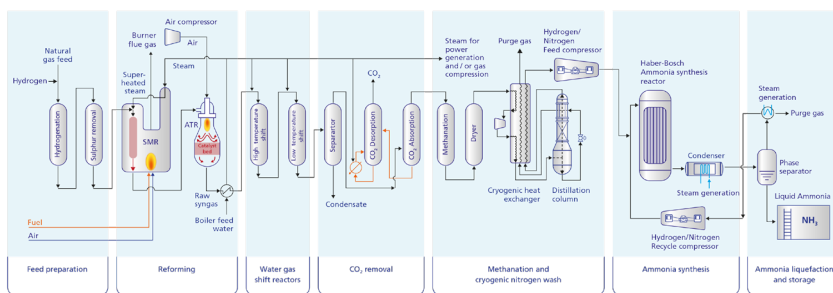 Natural
gas feed
Hydrogen
Hydrogenation
Sulphur removal
Burner
flue gas
Super-
heated
steam
Air compressor
Air
Steam
SMR
ATR
Catalyst
bed
Raw
syngas
Boiler feed
water
Fuel
Air
High temperature
shift
Low temperature
shift
Separator
Condensate
CO₂
CO₂ Desorption
CO₂ Absorption
Steam for
power
generation
and / or gas
compression
Methanation
Dryer
Purge gas
Hydrogen/
Nitrogen
Feed compressor
Cryogenic heat
exchanger
Distillation
column
Haber-Bosch
Ammonia synthesis
reactor
Condenser
Steam generation
Hydrogen/Nitrogen
Recycle compressor
Steam
generation
Purge gas
Phase
separator
Liquid Ammonia
NH₃
Feed preparation
Reforming
Water gas
shift reactors
CO₂ removal
Methanation and
cryogenic nitrogen wash
Ammonia synthesis
Ammonia liquefaction
and storage